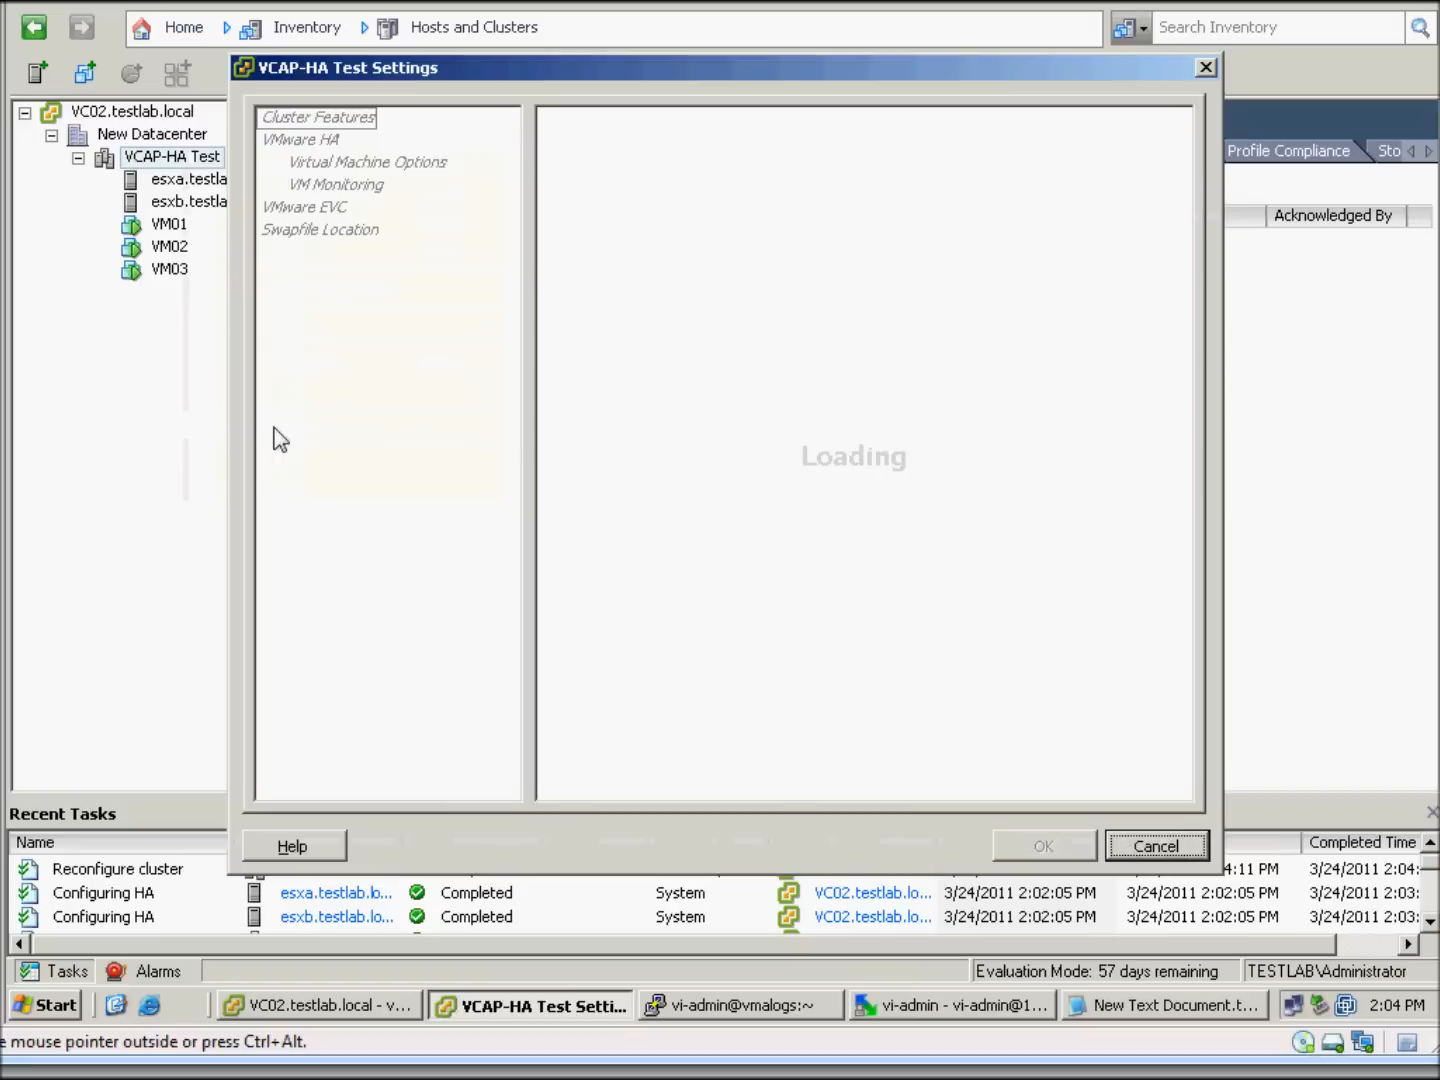 Home Inventory Hosts and Clusters Search Inventory
VCAP-HA Test Settings
VC02.testlab.local
New Datacenter
VCAP-HA Test
esxa.testla
esxb.testla
VM01
VM02
VM03
Cluster Features
VMware HA
Virtual Machine Options
VM Monitoring
VMware EVC
Swapfile Location
Loading
Profile Compliance Sto
Acknowledged By
Help OK Cancel
Recent Tasks
Name Completed Time
Reconfigure cluster 4:11 PM 3/24/2011 2:04:
Configuring HA esxa.testlab.lo... Completed System VC02.testlab.lo... 3/24/2011 2:02:05 PM 3/24/2011 2:02:05 PM 3/24/2011 2:03:
Configuring HA esxb.testlab.lo... Completed System VC02.testlab.lo... 3/24/2011 2:02:05 PM 3/24/2011 2:02:05 PM 3/24/2011 2:03:
Tasks Alarms Evaluation Mode: 57 days remaining TESTLAB\Administrator
Start VC02.testlab.local - v... VCAP-HA Test Setti... vi-admin@vmalogs:~ vi-admin - vi-admin@1... New Text Document.t... 2:04 PM
e mouse pointer outside or press Ctrl+Alt.